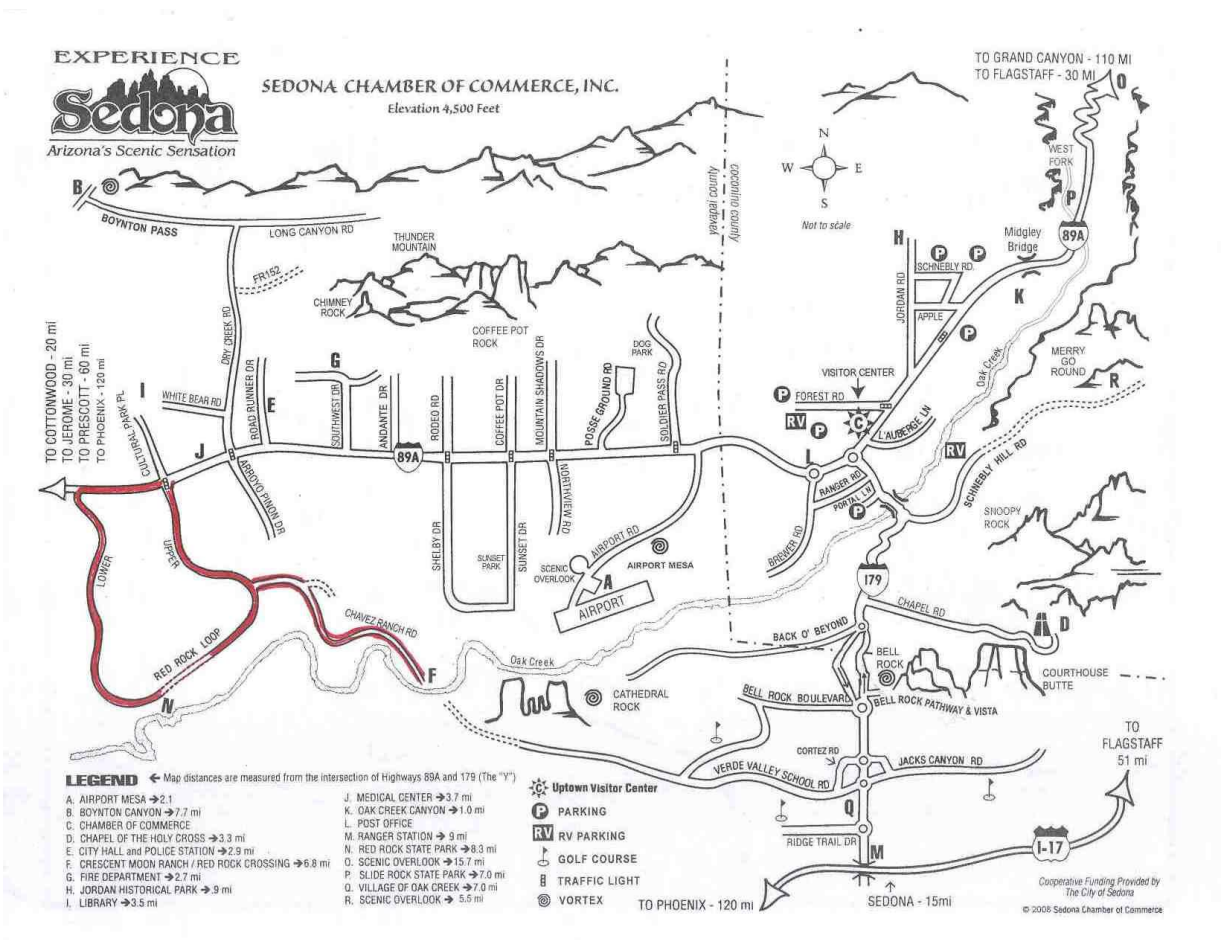 EXPERIENCE
Sedona
Arizona's Scenic Sensation
SEDONA CHAMBER OF COMMERCE, INC.
Elevation 4,500 Feet
TO GRAND CANYON - 110 MI
TO FLAGSTAFF - 30 MI
O
N
W E
S
Not to scale
yavapai county
coconino county
WEST
FORK
P
89A
Midgley
Bridge
K
H
P P
SCHNEBLY RD.
JORDAN RD
APPLE
P
Oak Creek
MERRY
GO
ROUND
R
VISITOR CENTER
P FOREST RD
RV P
C
L'AUBERGE LN
RV
SCHNEBLY HILL RD
L
RANGER RD
PORTAL LN
P
BREWER RD
SNOOPY
ROCK
B
BOYNTON PASS
LONG CANYON RD
FR152
THUNDER
MOUNTAIN
CHIMNEY
ROCK
COFFEE POT
ROCK
DRY CREEK RD
TO COTTONWOOD - 20 mi
TO JEROME - 30 mi
TO PRESCOTT - 60 mi
TO PHOENIX - 120 mi
CULTURAL PARK PL
I
WHITE BEAR RD
J
ROAD RUNNER DR
E
G
SOUTHWEST DR
ANDANTE DR
89A
RODEO RD
COFFEE POT DR
MOUNTAIN SHADOWS DR
POSSE GROUND RD
DOG
PARK
SOLDIER PASS RD
ARROYO PINON DR
SHELBY DR
SUNSET
PARK
SUNSET DR
NORTHVIEW RD
AIRPORT RD
SCENIC
OVERLOOK
AIRPORT MESA
A
AIRPORT
LOWER
UPPER
RED ROCK LOOP
N
CHAVEZ RANCH RD
F
Oak Creek
CATHEDRAL
ROCK
179
CHAPEL RD
D
BACK O' BEYOND
BELL
ROCK
COURTHOUSE
BUTTE
BELL ROCK BOULEVARD
BELL ROCK PATHWAY & VISTA
CORTEZ RD
JACKS CANYON RD
VERDE VALLEY SCHOOL RD
Q
RIDGE TRAIL DR
M
TO
FLAGSTAFF
51 mi
I-17
TO PHOENIX - 120 mi
SEDONA - 15mi
LEGEND ← Map distances are measured from the intersection of Highways 89A and 179 (The "Y")
A. AIRPORT MESA → 2.1
B. BOYNTON CANYON → 7.7 mi
C. CHAMBER OF COMMERCE
D. CHAPEL OF THE HOLY CROSS → 3.3 mi
E. CITY HALL and POLICE STATION → 2.9 mi
F. CRESCENT MOON RANCH / RED ROCK CROSSING → 6.8 mi
G. FIRE DEPARTMENT → 2.7 mi
H. JORDAN HISTORICAL PARK → .9 mi
I. LIBRARY → 3.5 mi
J. MEDICAL CENTER → 3.7 mi
K. OAK CREEK CANYON → 1.0 mi
L. POST OFFICE
M. RANGER STATION → 9 mi
N. RED ROCK STATE PARK → 8.3 mi
O. SCENIC OVERLOOK → 15.7 mi
P. SLIDE ROCK STATE PARK → 7.0 mi
Q. VILLAGE OF OAK CREEK → 7.0 mi
R. SCENIC OVERLOOK → 5.5 mi
C Uptown Visitor Center
P PARKING
RV RV PARKING
GOLF COURSE
TRAFFIC LIGHT
VORTEX
Cooperative Funding Provided by
The City of Sedona
© 2008 Sedona Chamber of Commerce